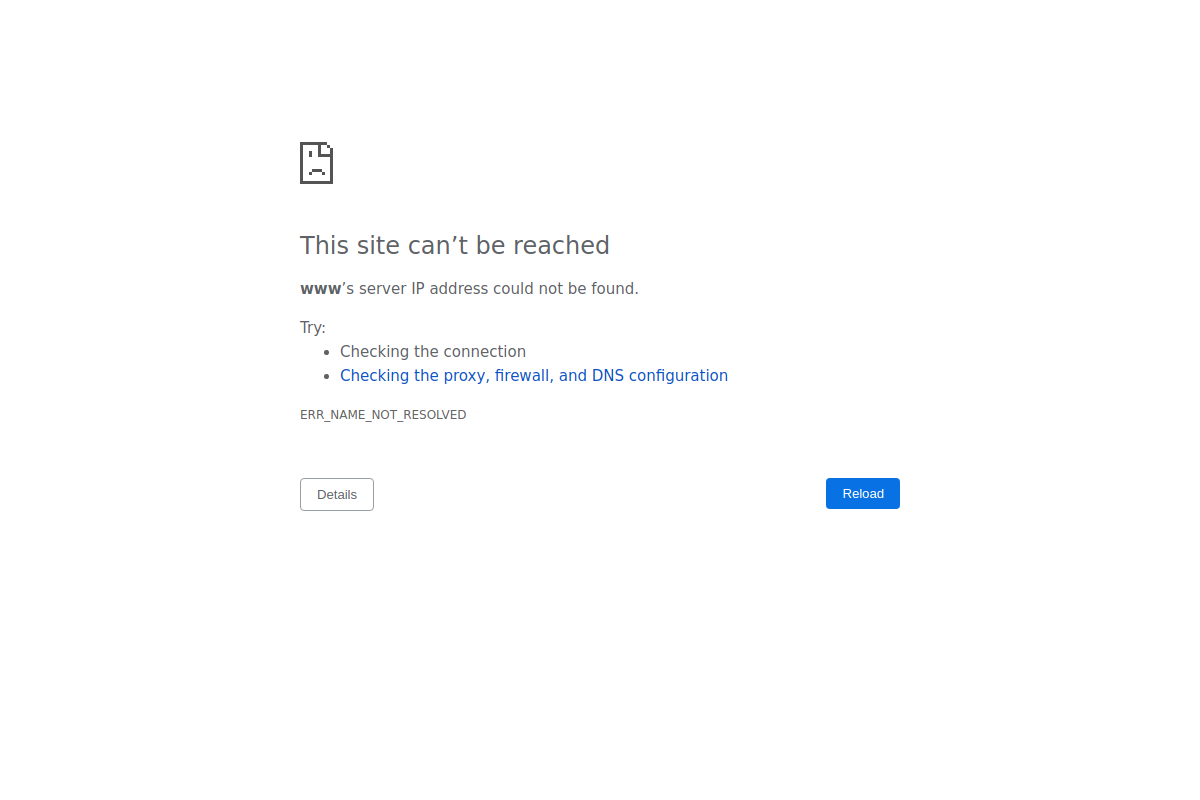 This site can’t be reached
www’s server IP address could not be found.
Try:
Checking the connection
Checking the proxy, firewall, and DNS configuration
ERR_NAME_NOT_RESOLVED
Details
Reload